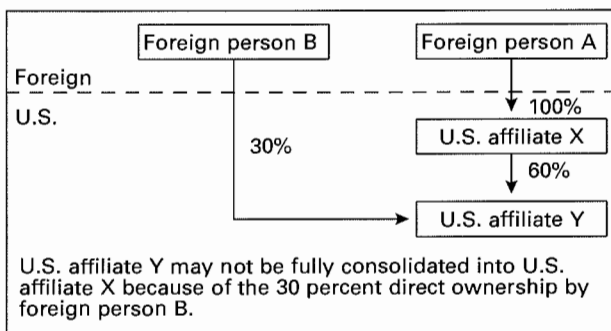 Foreign person B
Foreign person A
Foreign
U.S.
100%
U.S. affiliate X
30%
60%
U.S. affiliate Y
U.S. affiliate Y may not be fully consolidated into U.S.
affiliate X because of the 30 percent direct ownership by
foreign person B.